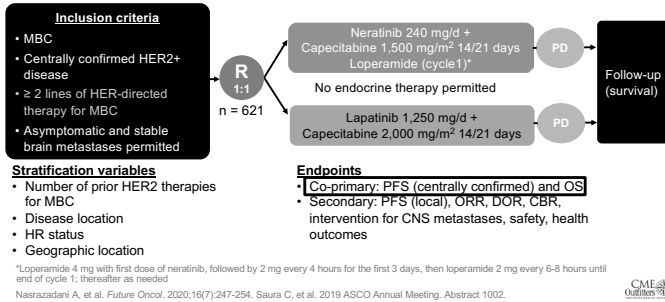 Inclusion criteria
• MBC
• Centrally confirmed HER2+
disease
• ≥ 2 lines of HER-directed
therapy for MBC
• Asymptomatic and stable
brain metastases permitted
R
1:1
n = 621
Neratinib 240 mg/d +
Capecitabine 1,500 mg/m² 14/21 days
Loperamide (cycle1)*
PD
No endocrine therapy permitted
Lapatinib 1,250 mg/d +
Capecitabine 2,000 mg/m² 14/21 days
PD
Follow-up
(survival)
Stratification variables
• Number of prior HER2 therapies
for MBC
• Disease location
• HR status
• Geographic location
Endpoints
• Co-primary: PFS (centrally confirmed) and OS
• Secondary: PFS (local), ORR, DOR, CBR,
intervention for CNS metastases, safety, health
outcomes
*Loperamide 4 mg with first dose of neratinib, followed by 2 mg every 4 hours for the first 3 days, then loperamide 2 mg every 6-8 hours until
end of cycle 1; thereafter as needed
Nasrazadani A, et al. Future Oncol. 2020;16(7):247-254. Saura C, et al. 2019 ASCO Annual Meeting. Abstract 1002.
CME
Outfitters